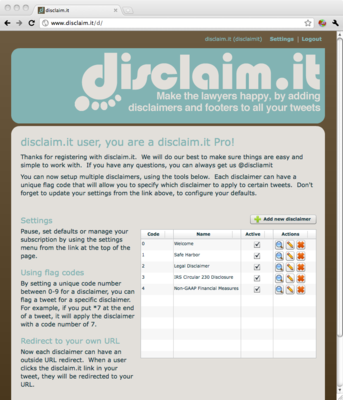 disclaim.it
www.disclaim.it/d/
disclaim.it (disclaimit) Settings | Logout
disclaim.it
Make the lawyers happy, by adding
disclaimers and footers to all your tweets
disclaim.it user, you are a disclaim.it Pro!
Thanks for registering with disclaim.it. We will do our best to make sure things are easy and
simple to work with. If you have any questions, you can always get us @disclaimit
You can now setup multiple disclaimers, using the tools below. Each disclaimer can have a
unique flag code that will allow you to specify which disclaimer to apply to certain tweets. Don't
forget to update your settings from the link above, to configure your defaults.
Settings
Pause, set defaults or manage your
subscription by using the settings
menu from the link at the top of the
page.
Using flag codes
By setting a unique code number
between 0-9 for a disclaimer, you can
flag a tweet for a specific disclaimer.
For example, if you put *7 at the
end of a tweet, it will apply the
disclaimer with a code number of 7.
Redirect to your own URL
Now each disclaimer can have an
outside URL redirect. When a user
clicks the disclaim.it link in your
tweet, they will be redirected to your
URL.
Add new disclaimer
Code Name Active Actions
0 Welcome
1 Safe Harbor
2 Legal Disclaimer
3 IRS Circular 230 Disclosure
4 Non-GAAP Financial Measures